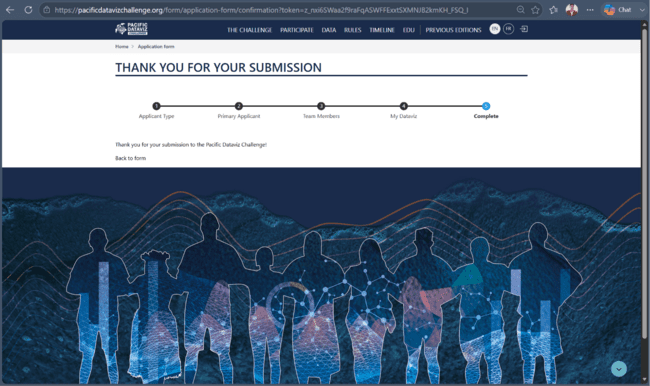 https://pacificdatavizchallenge.org/form/application-form/confirmation?token=z_nxi6SWaa2f9raFqASWFFExxtSXMNJBZkmKH_FSQ_I
Chat
PACIFIC
DATAVIZ
CHALLENGE
THE CHALLENGE PARTICIPATE DATA RULES TIMELINE EDU PREVIOUS EDITIONS EN FR
Home Application form
THANK YOU FOR YOUR SUBMISSION
1 2 3 4 5
Applicant Type Primary Applicant Team Members My Dataviz Complete
Thank you for your submission to the Pacific Dataviz Challenge!
Back to form